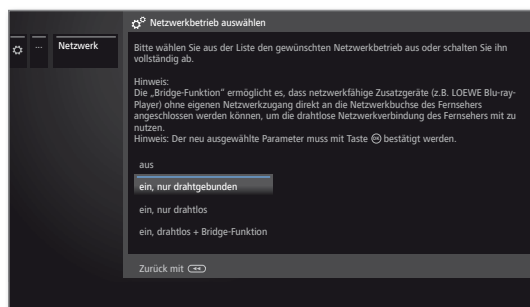 Netzwerkbetrieb auswählen
... Netzwerk
Bitte wählen Sie aus der Liste den gewünschten Netzwerkbetrieb aus oder schalten Sie ihn
vollständig ab.
Hinweis:
Die „Bridge-Funktion" ermöglicht es, dass netzwerkfähige Zusatzgeräte (z.B. LOEWE Blu-ray-
Player) ohne eigenen Netzwerkzugang direkt an die Netzwerkbuchse des Fernsehers
angeschlossen werden können, um die drahtlose Netzwerkverbindung des Fernsehers mit zu
nutzen.
Hinweis: Der neu ausgewählte Parameter muss mit Taste OK bestätigt werden.
aus
ein, nur drahtgebunden
ein, nur drahtlos
ein, drahtlos + Bridge-Funktion
Zurück mit